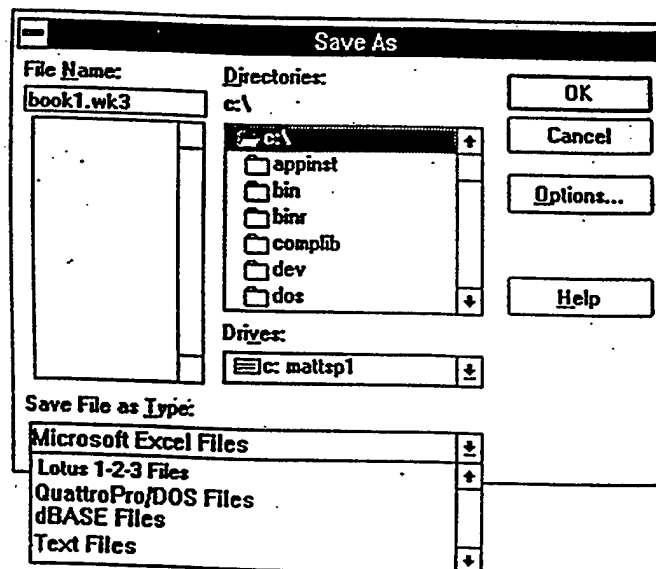 Save As
File Name:
book1.wk3
Directories:
c:\
c:\
appinst
bin
binr
complib
dev
dos
Drives:
c: mattsp1
OK
Cancel
Options...
Help
Save File as Type:
Microsoft Excel Files
Lotus 1-2-3 Files
QuattroPro/DOS Files
dBASE Files
Text Files